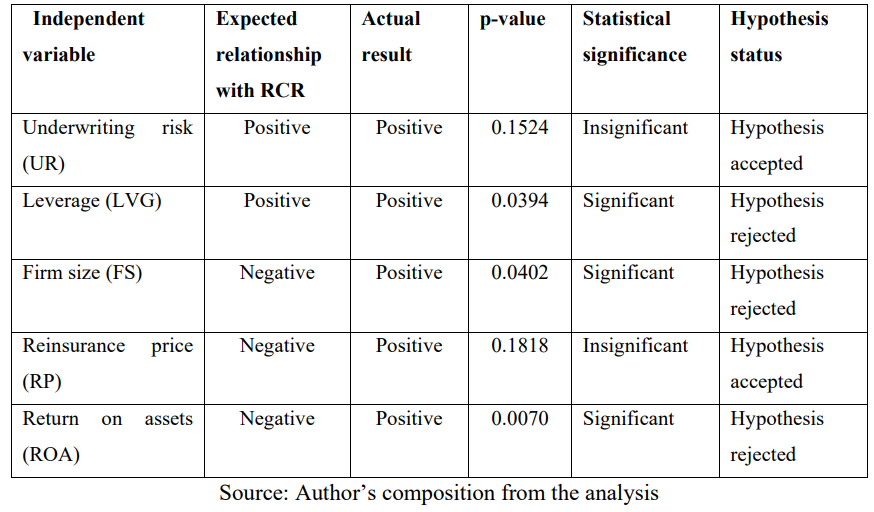 Independent variable | Expected relationship with RCR | Actual result | p-value | Statistical significance | Hypothesis status
Underwriting risk (UR) | Positive | Positive | 0.1524 | Insignificant | Hypothesis accepted
Leverage (LVG) | Positive | Positive | 0.0394 | Significant | Hypothesis rejected
Firm size (FS) | Negative | Positive | 0.0402 | Significant | Hypothesis rejected
Reinsurance price (RP) | Negative | Positive | 0.1818 | Insignificant | Hypothesis accepted
Return on assets (ROA) | Negative | Positive | 0.0070 | Significant | Hypothesis rejected
Source: Author’s composition from the analysis